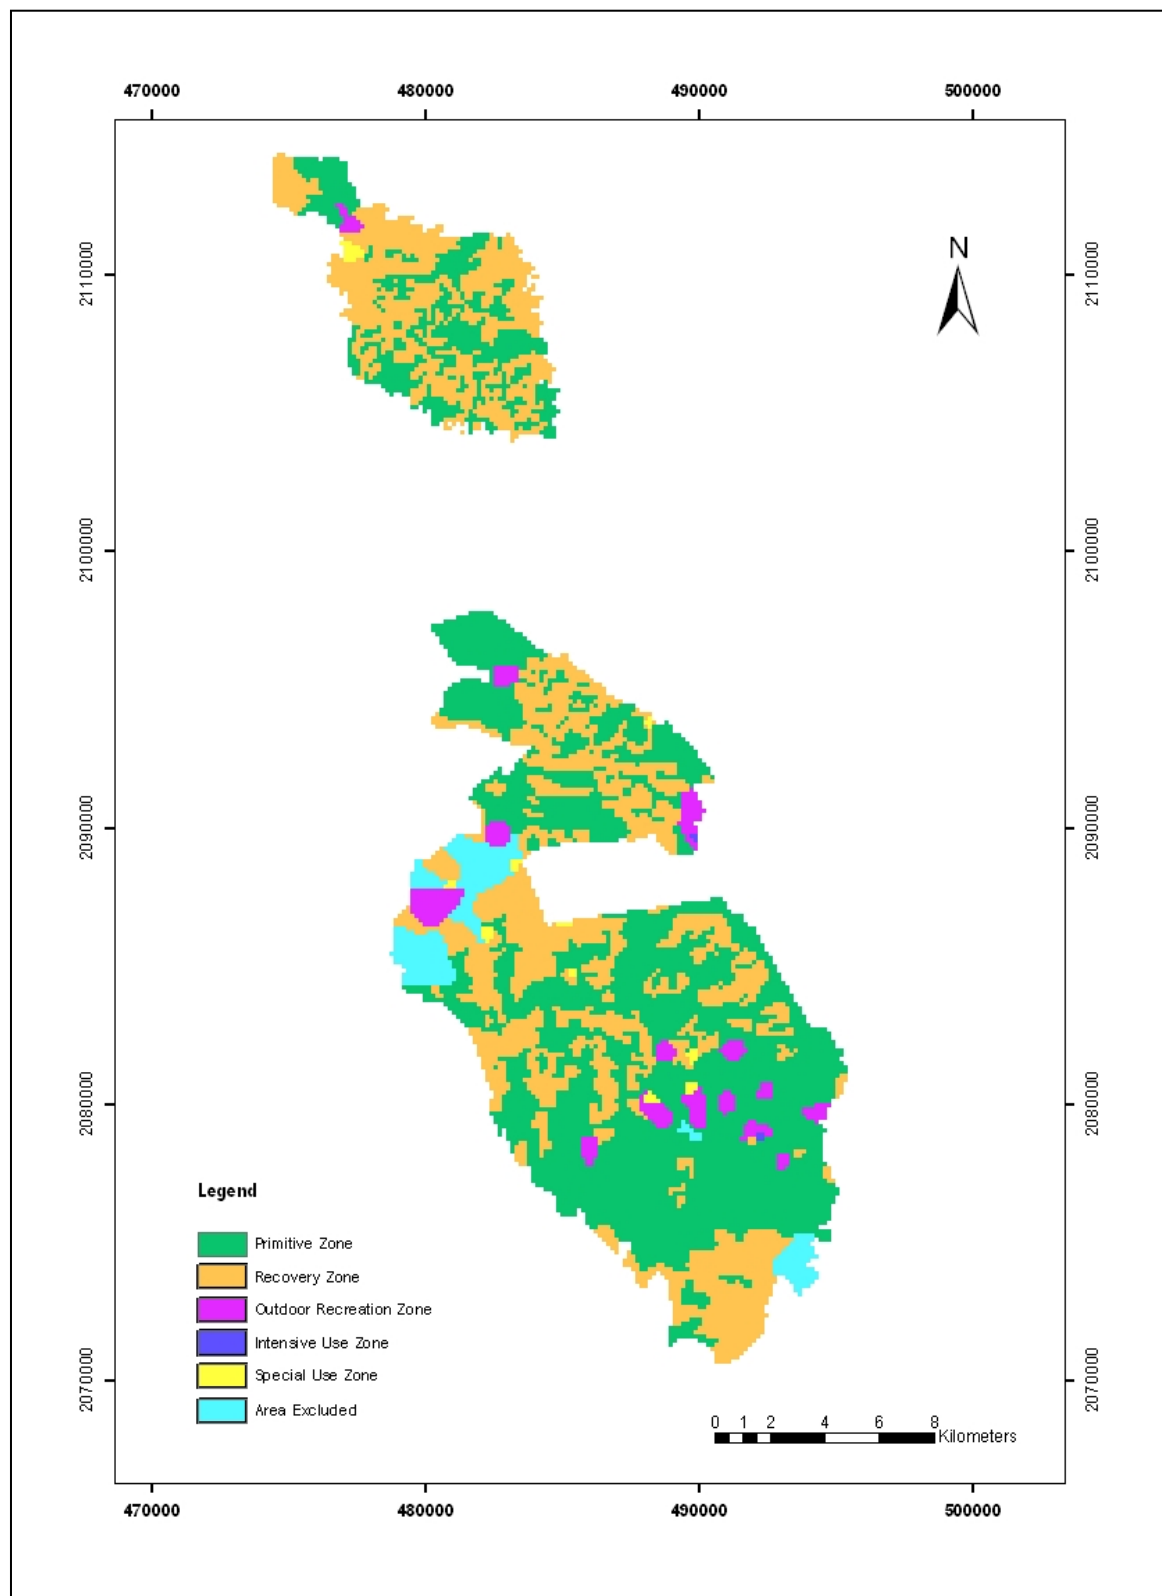 470000 480000 490000 500000
N
2110000 2110000
2100000 2100000
2090000 2090000
2080000 2080000
Legend
Primitive Zone
Recovery Zone
Outdoor Recreation Zone
Intensive Use Zone
Special Use Zone
Area Excluded
2070000 2070000
0 1 2 4 6 8
Kilometers
470000 480000 490000 500000